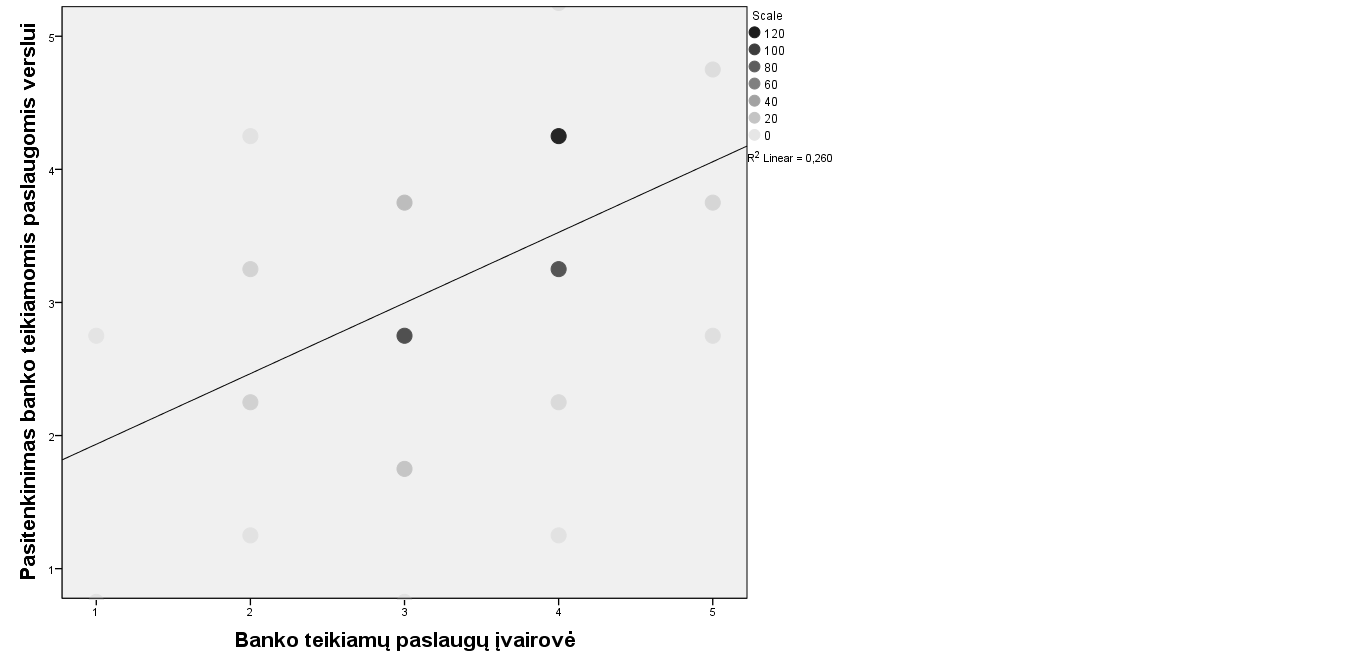 Pasitenkinimas banko teikiamomis paslaugomis verslui
5
4
3
2
1
1 2 3 4 5
Banko teikiamų paslaugų įvairovė
Scale
120
100
80
60
40
20
0
R² Linear = 0,260